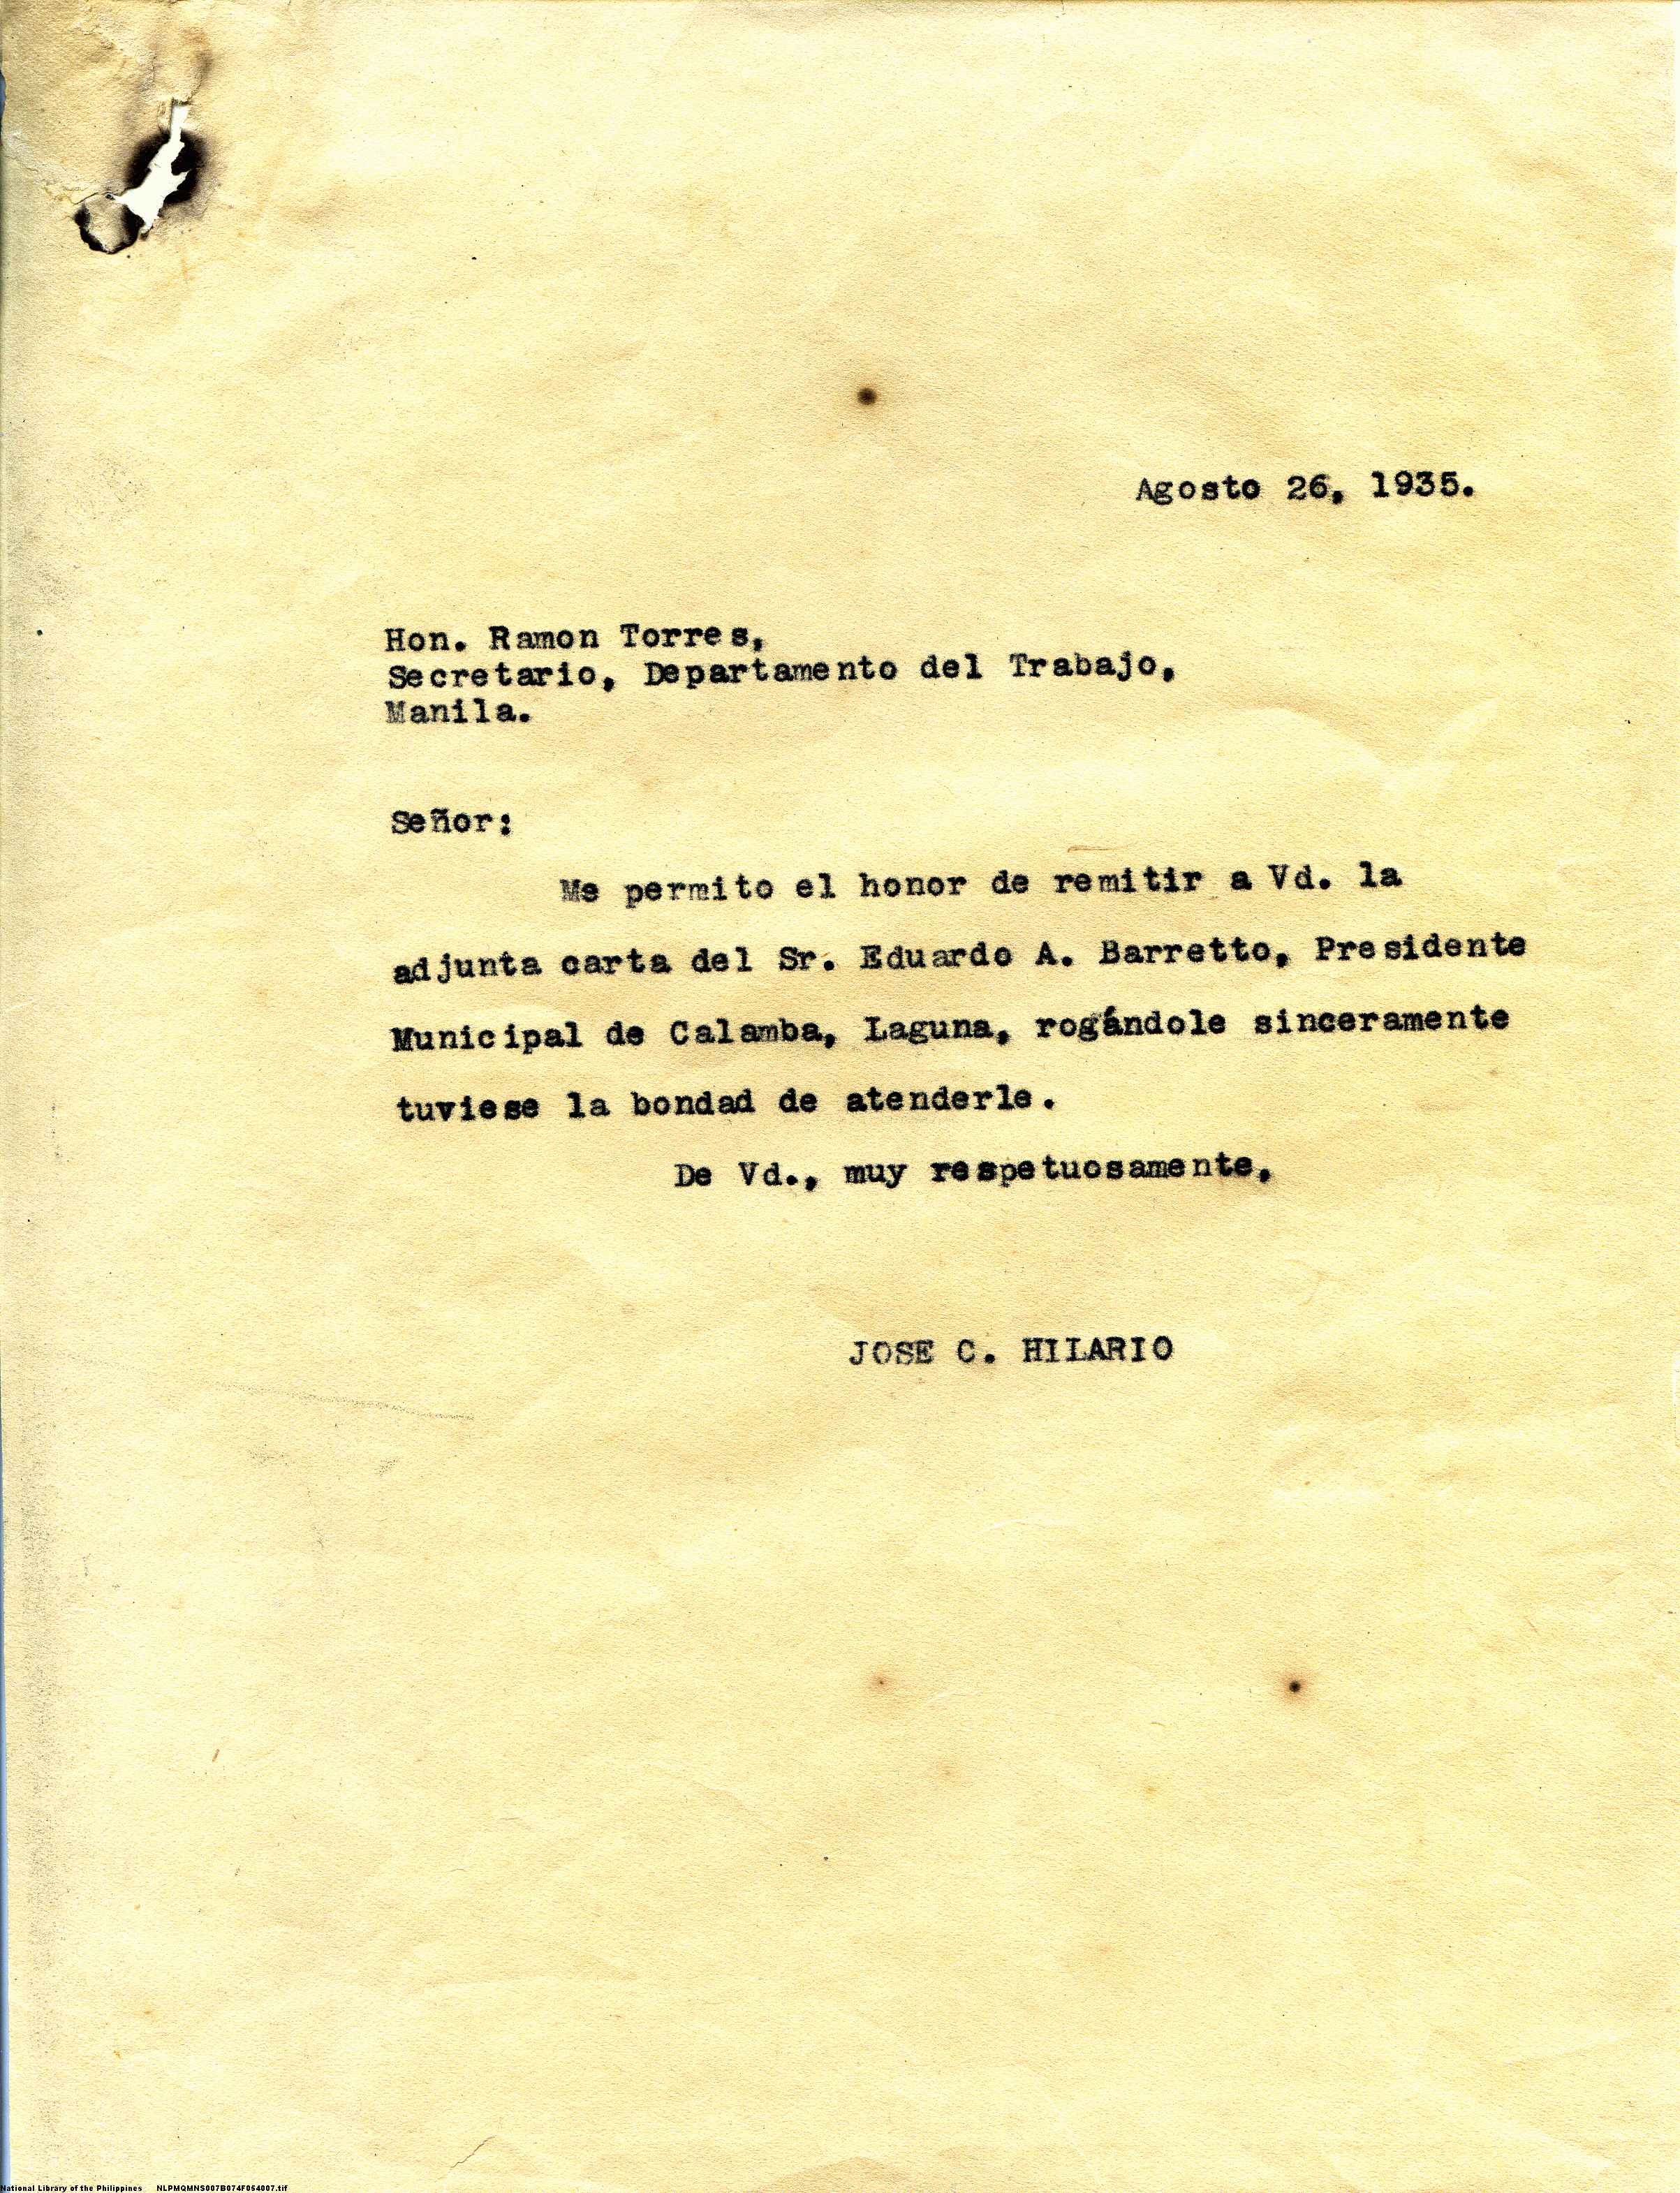 Agosto 26, 1935.
Hon. Ramon Torres,
Secretario, Departamento del Trabajo,
Manila.
Señor:
Me permito el honor de remitir a Vd. la
adjunta carta del Sr. Eduardo A. Barretto, Presidente
Municipal de Calamba, Laguna, rogándole sinceramente
tuviese la bondad de atenderle.
De Vd., muy respetuosamente,
JOSE C. HILARIO
National Library of the Philippines NLPMQMNS007B074F064007.tif